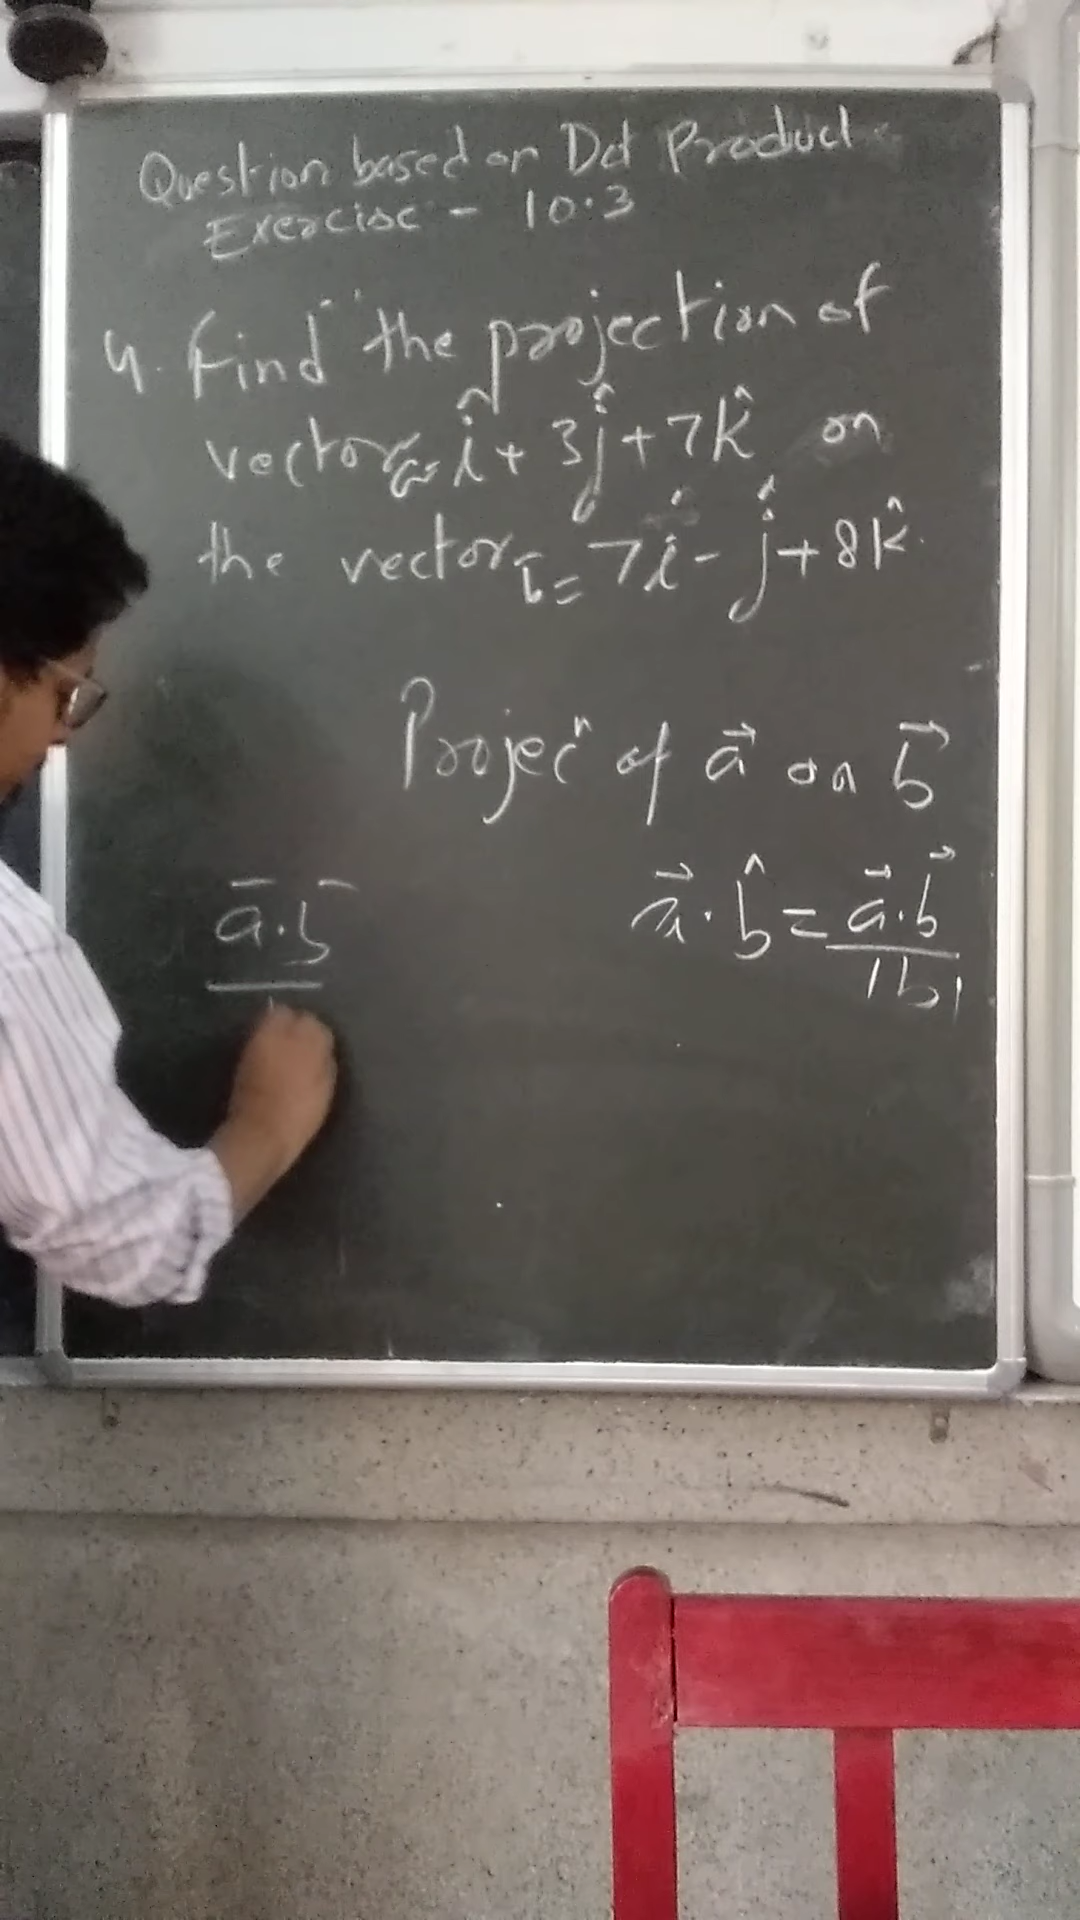 Question based on Dot Product
Exercise - 10.3
4. Find the projection of
vector a = î + 3ĵ + 7k̂ on
the vector b̄ = 7î - ĵ + 8k̂.
Projecⁿ of a⃗ on b⃗
a⃗ . b̂ = a⃗.b⃗ / |b|
ā.b̄